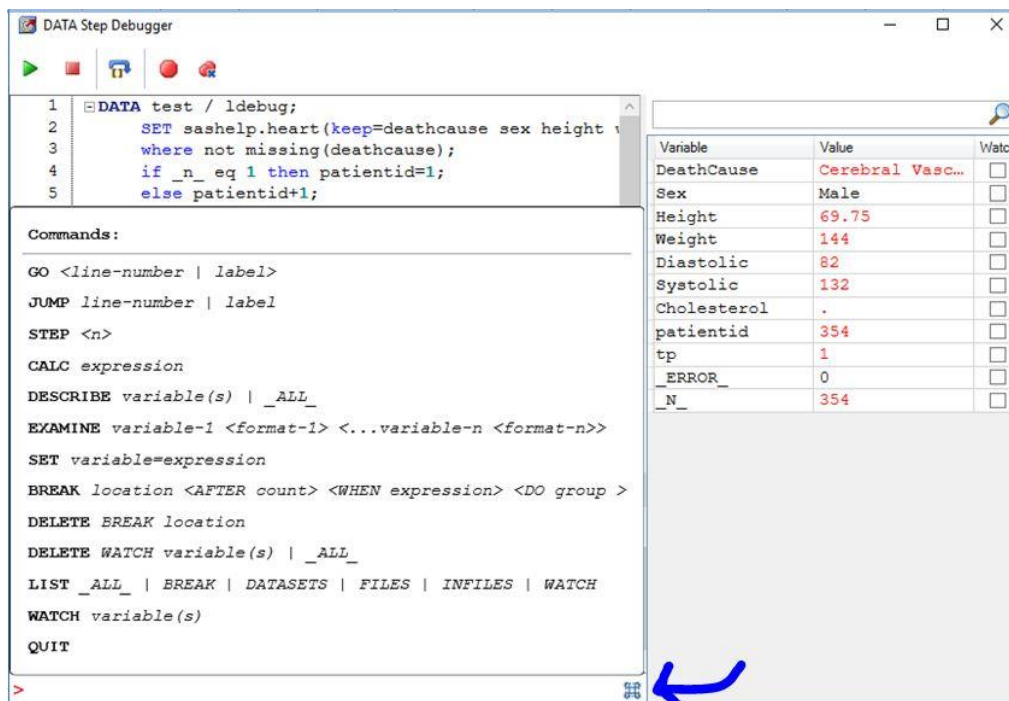 DATA Step Debugger
1 DATA test / ldebug;
2 SET sashelp.heart(keep=deathcause sex height
3 where not missing(deathcause);
4 if _n_ eq 1 then patientid=1;
5 else patientid+1;
Commands:
GO <line-number | label>
JUMP line-number | label
STEP <n>
CALC expression
DESCRIBE variable(s) | _ALL_
EXAMINE variable-1 <format-1> <...variable-n <format-n>>
SET variable=expression
BREAK location <AFTER count> <WHEN expression> <DO group >
DELETE BREAK location
DELETE WATCH variable(s) | _ALL_
LIST _ALL_ | BREAK | DATASETS | FILES | INFILES | WATCH
WATCH variable(s)
QUIT
>
Variable Value Watc
DeathCause Cerebral Vasc...
Sex Male
Height 69.75
Weight 144
Diastolic 82
Systolic 132
Cholesterol .
patientid 354
tp 1
_ERROR_ 0
_N_ 354